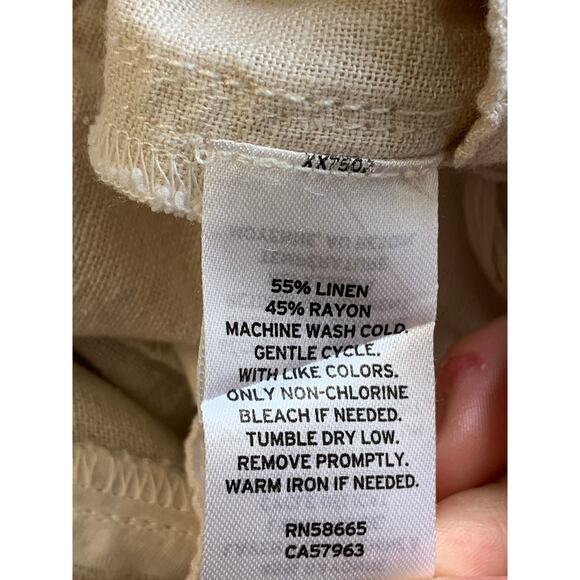 55% LINEN
45% RAYON
MACHINE WASH COLD.
GENTLE CYCLE.
WITH LIKE COLORS.
ONLY NON-CHLORINE
BLEACH IF NEEDED.
TUMBLE DRY LOW.
REMOVE PROMPTLY.
WARM IRON IF NEEDED.
RN58665
CA57963